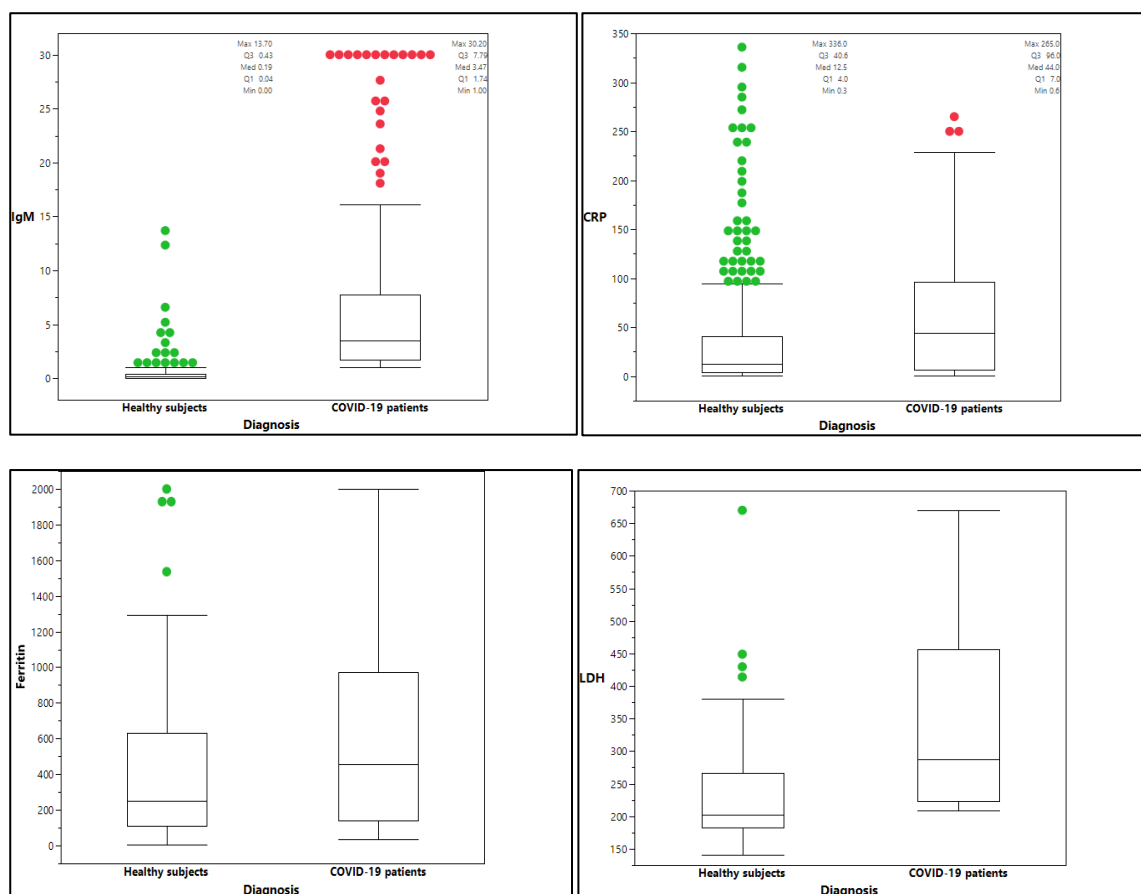 Max 13.70
Q3 0.43
Med 0.19
Q1 0.04
Min 0.00
Max 30.20
Q3 7.79
Med 3.47
Q1 1.74
Min 1.00
30
25
20
15
10
5
0
IgM
Healthy subjects
COVID-19 patients
Diagnosis
Max 336.0
Q3 40.6
Med 12.5
Q1 4.0
Min 0.3
Max 265.0
Q3 96.0
Med 44.0
Q1 7.0
Min 0.6
350
300
250
200
150
100
50
0
CRP
Healthy subjects
COVID-19 patients
Diagnosis
2000
1800
1600
1400
1200
1000
800
600
400
200
0
Ferritin
Healthy subjects
COVID-19 patients
Diagnosis
700
650
600
550
500
450
400
350
300
250
200
150
LDH
Healthy subjects
COVID-19 patients
Diagnosis